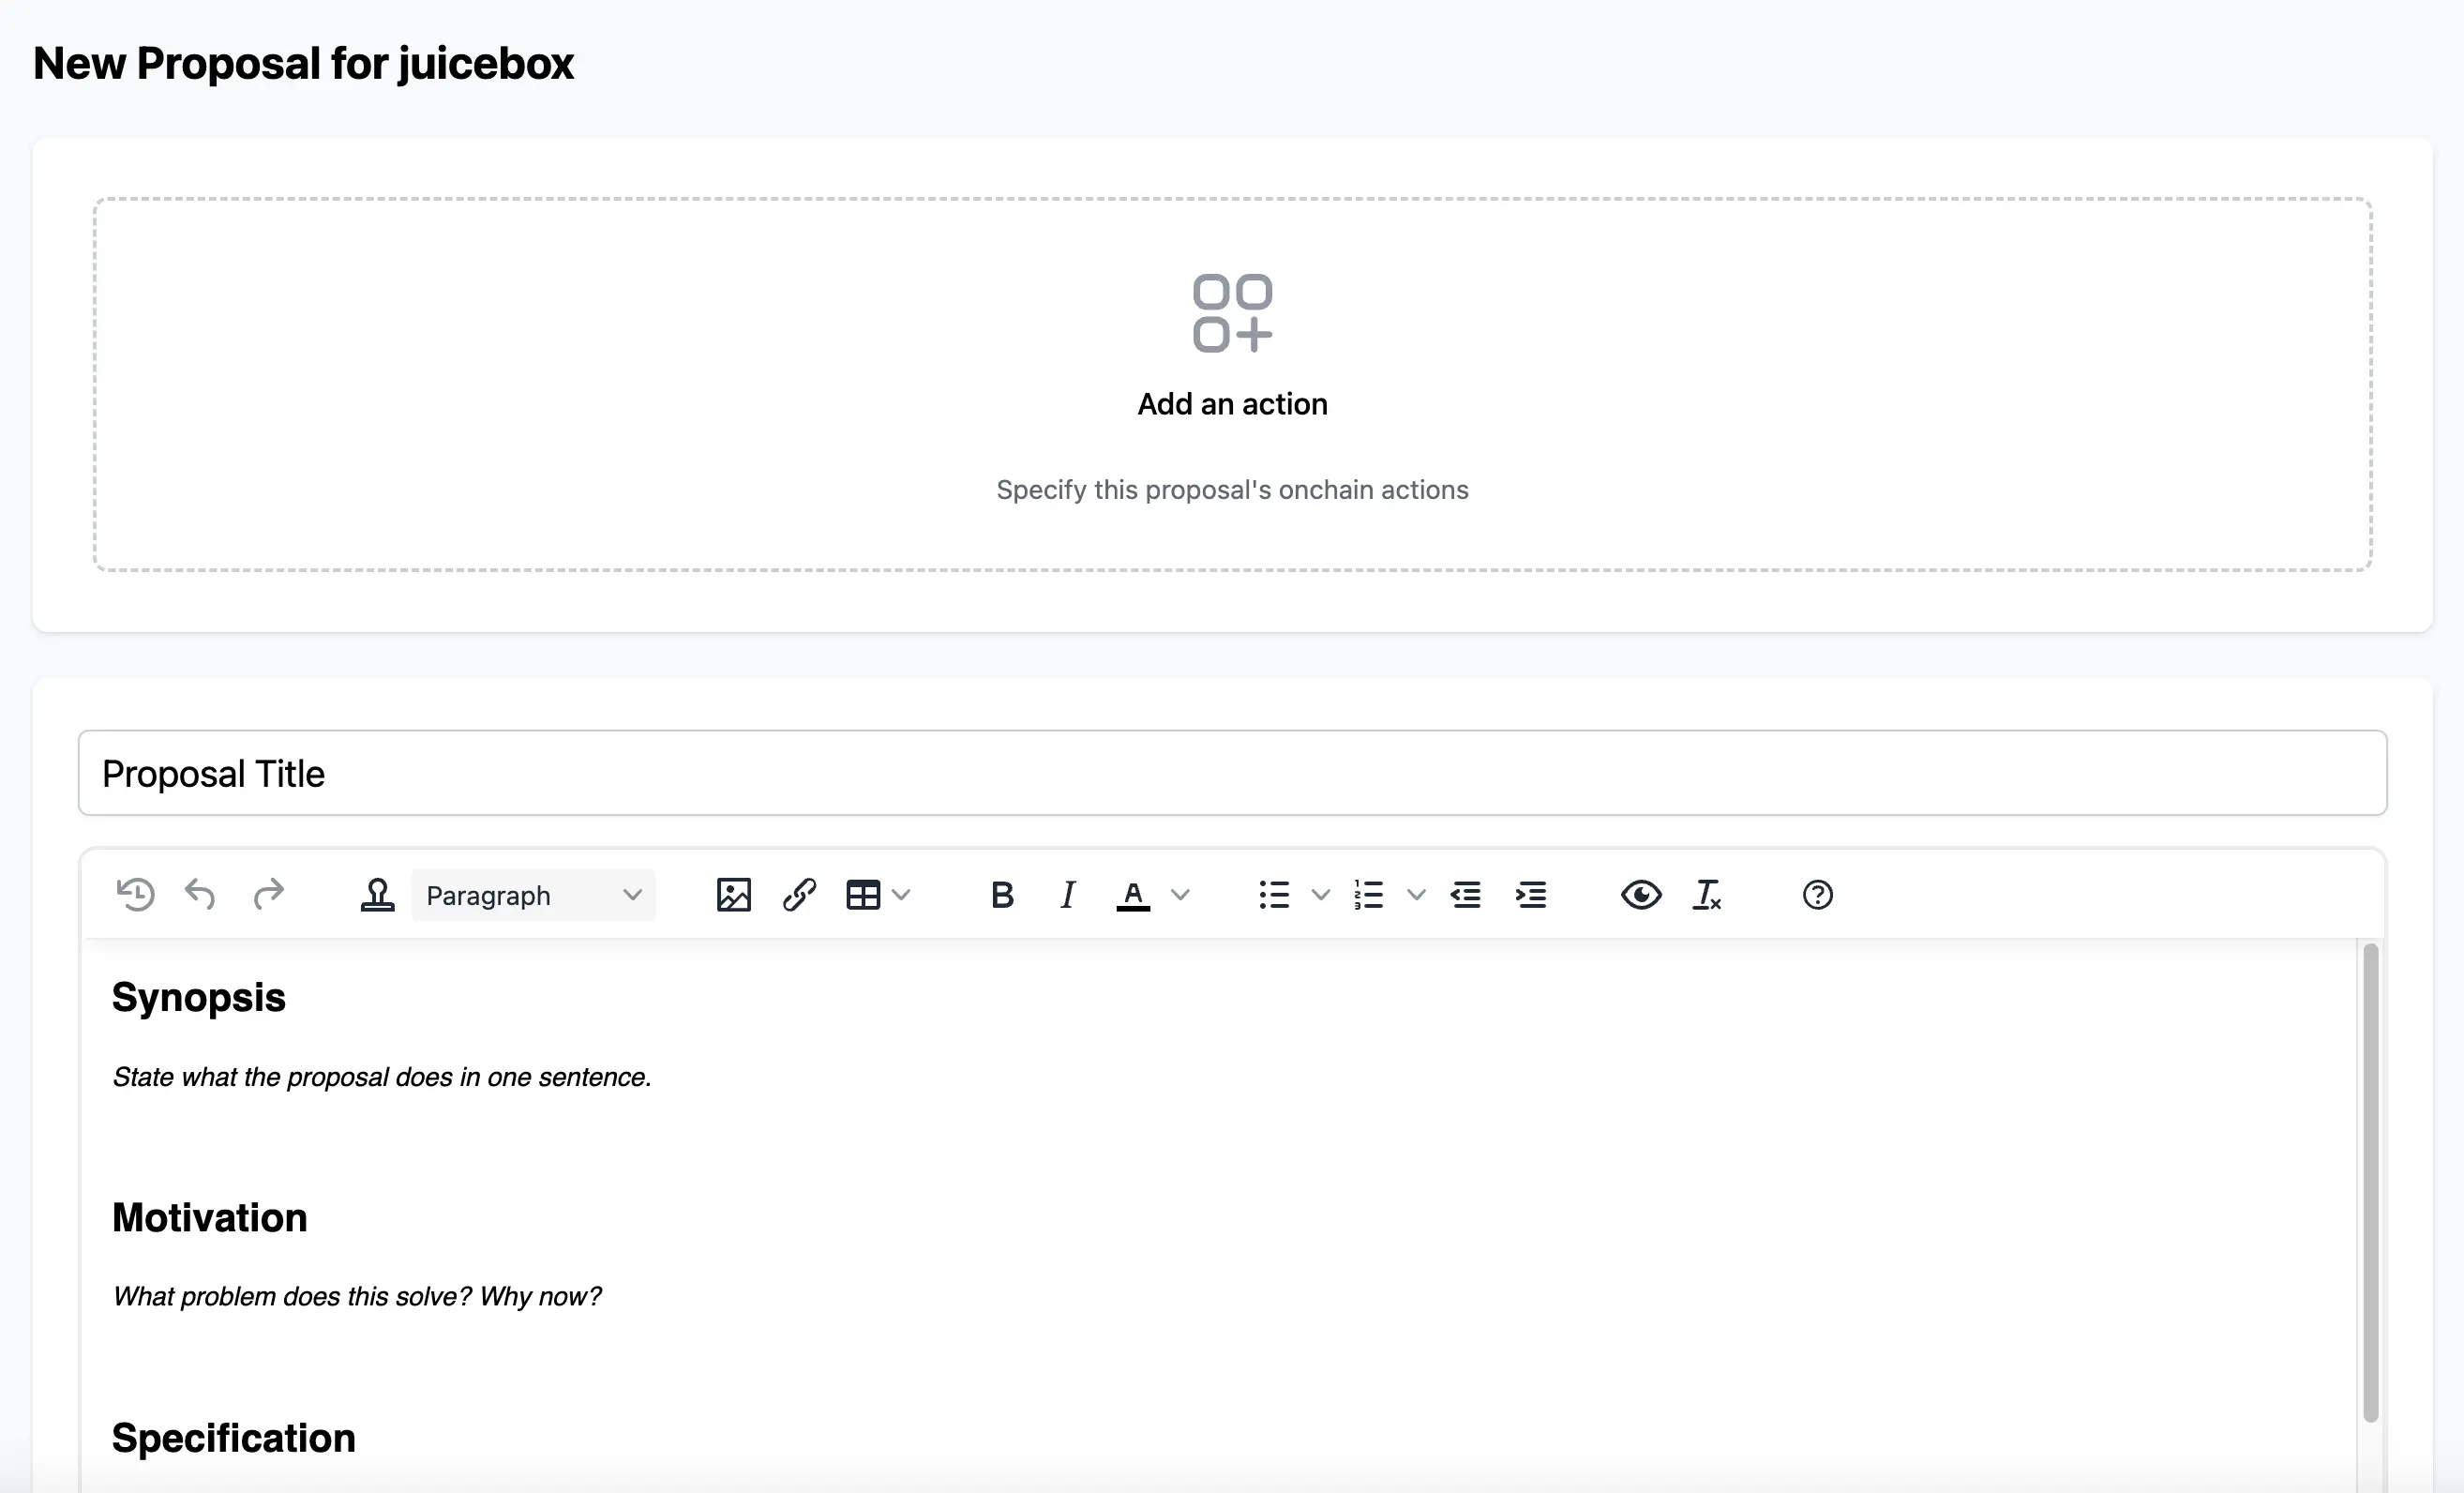 New Proposal for juicebox
Add an action
Specify this proposal's onchain actions
Proposal Title
Paragraph
Synopsis
State what the proposal does in one sentence.
Motivation
What problem does this solve? Why now?
Specification